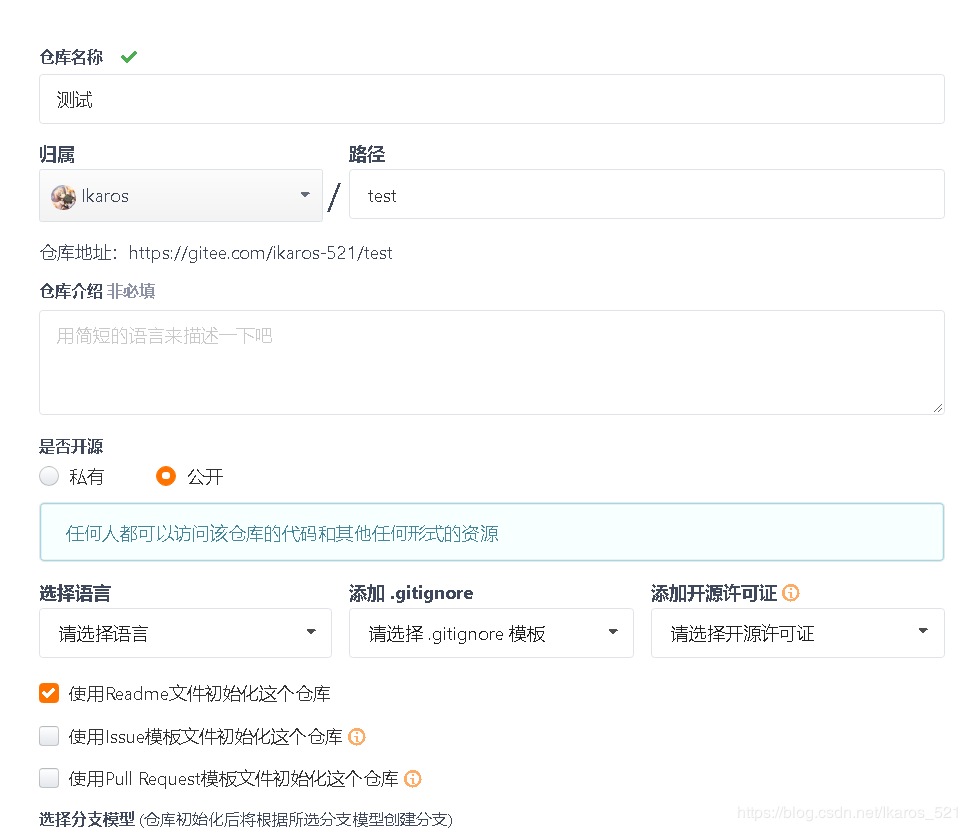 仓库名称
测试
归属 路径
Ikaros / test
仓库地址：https://gitee.com/ikaros-521/test
仓库介绍 非必填
用简短的语言来描述一下吧
是否开源
私有 公开
任何人都可以访问该仓库的代码和其他任何形式的资源
选择语言 添加 .gitignore 添加开源许可证
请选择语言 请选择 .gitignore 模板 请选择开源许可证
使用Readme文件初始化这个仓库
使用Issue模板文件初始化这个仓库
使用Pull Request模板文件初始化这个仓库
选择分支模型 (仓库初始化后将根据所选分支模型创建分支)
https://blog.csdn.net/Ikaros_521